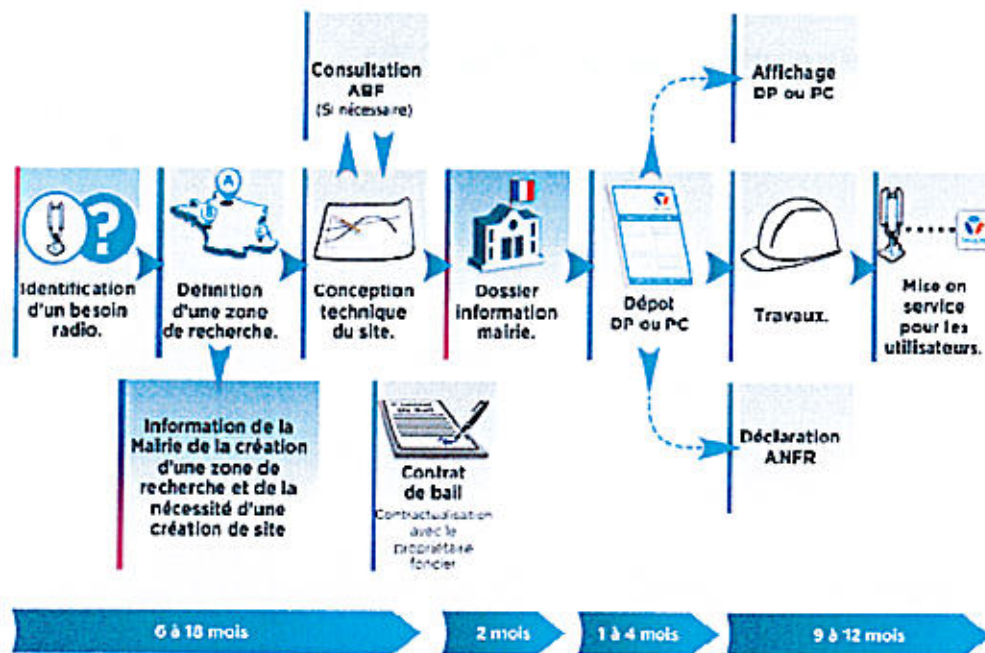 Consultation
ABF
(Si nécessaire)
Affichage
DP ou PC
A
B
Identification
d'un besoin
radio.
Définition
d'une zone
de recherche.
Conception
technique
du site.
Dossier
information
mairie.
Dépot
DP ou PC
Travaux.
Mise en
service
pour les
utilisateurs.
Information de la
Mairie de la création
d'une zone de
recherche et de la
nécessité d'une
création de site
Contrat
de bail
Contractualisation
avec le
propriétaire
foncier
Déclaration
ANFR
6 à 18 mois
2 mois
1 à 4 mois
9 à 12 mois